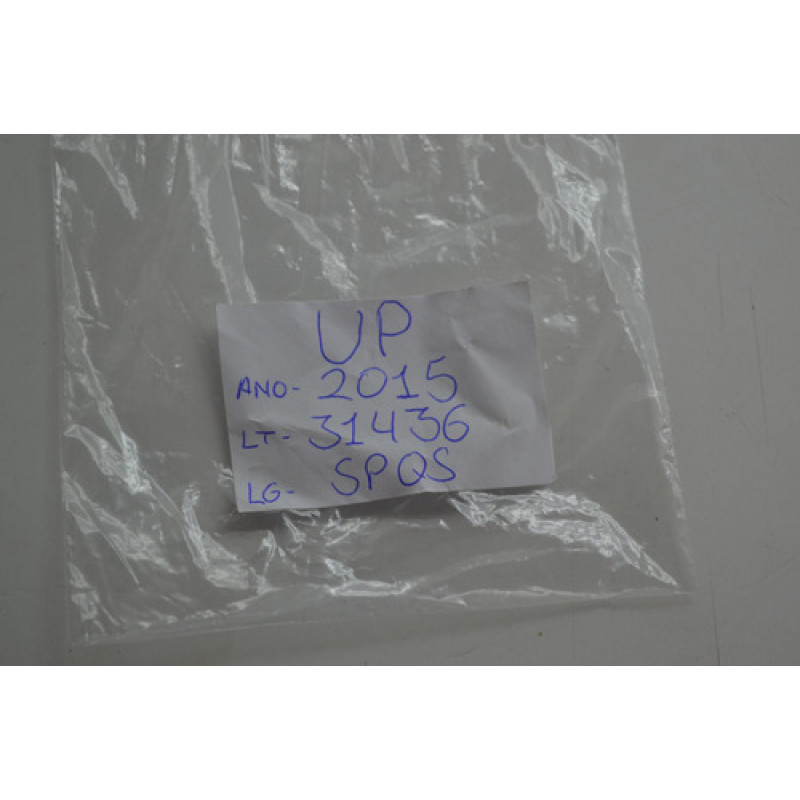 UP
ANO- 2015
LT- 31436
LG- SPQS